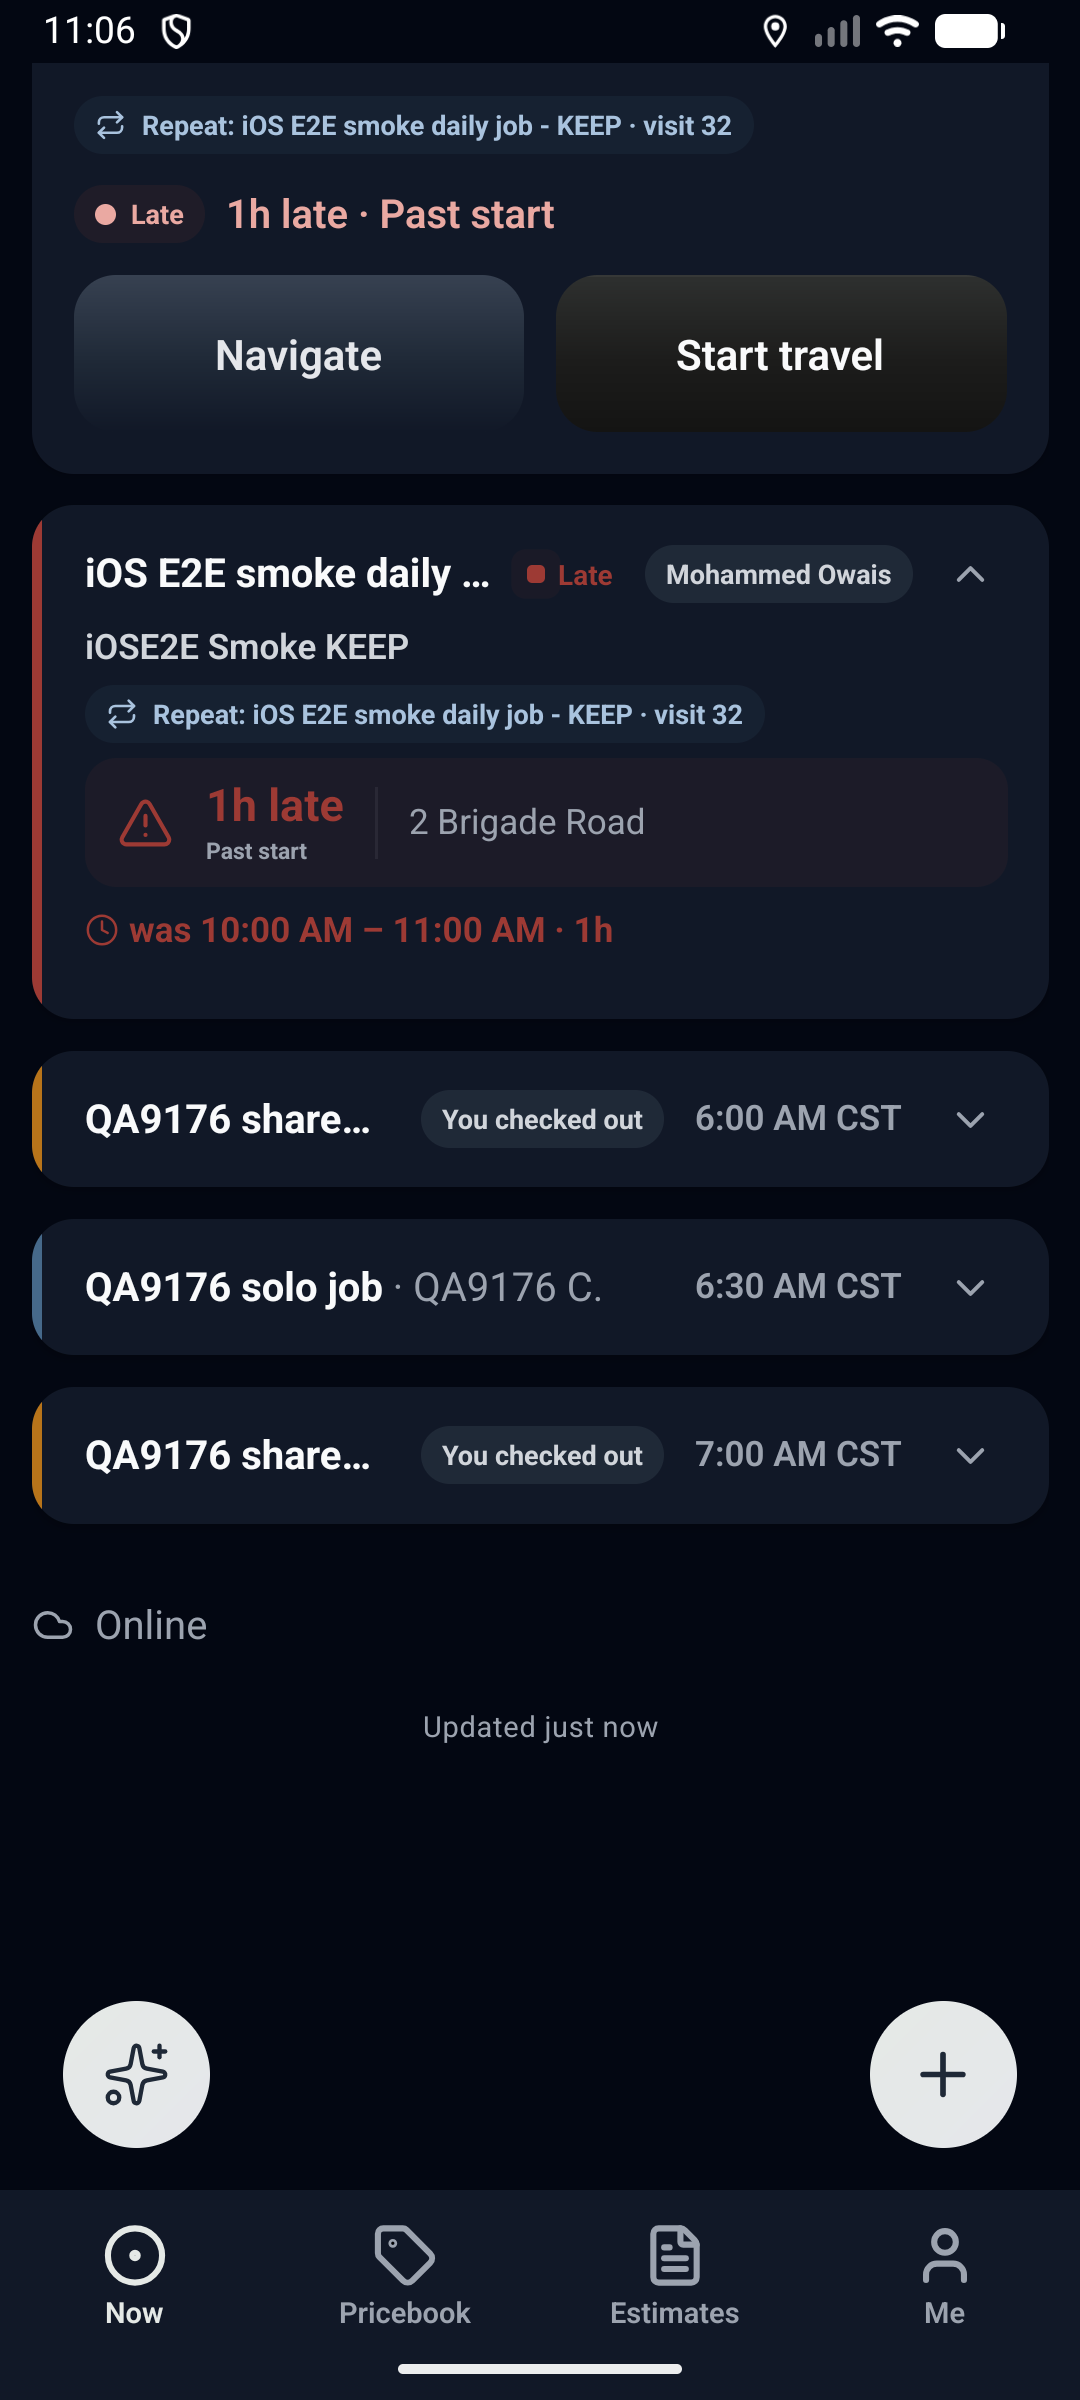 11:06
Repeat: iOS E2E smoke daily job - KEEP · visit 32
Late 1h late · Past start
Navigate Start travel
iOS E2E smoke daily ... Late Mohammed Owais
iOSE2E Smoke KEEP
Repeat: iOS E2E smoke daily job - KEEP · visit 32
1h late
Past start
2 Brigade Road
was 10:00 AM – 11:00 AM · 1h
QA9176 share... You checked out 6:00 AM CST
QA9176 solo job · QA9176 C. 6:30 AM CST
QA9176 share... You checked out 7:00 AM CST
Online
Updated just now
Now Pricebook Estimates Me